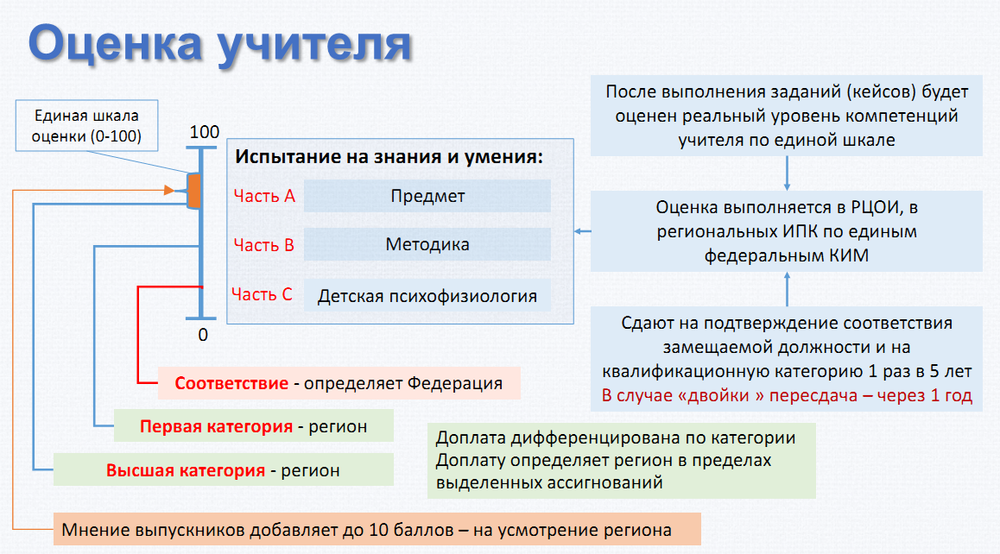 Оценка учителя
Единая шкала
оценки (0-100)
100
0
Испытание на знания и умения:
Часть А
Предмет
Часть В
Методика
Часть С
Детская психофизиология
После выполнения заданий (кейсов) будет
оценен реальный уровень компетенций
учителя по единой шкале
Оценка выполняется в РЦОИ, в
региональных ИПК по единым
федеральным КИМ
Сдают на подтверждение соответствия
замещаемой должности и на
квалификационную категорию 1 раз в 5 лет
В случае «двойки » пересдача – через 1 год
Соответствие - определяет Федерация
Первая категория - регион
Высшая категория - регион
Доплата дифференцирована по категории
Доплату определяет регион в пределах
выделенных ассигнований
Мнение выпускников добавляет до 10 баллов – на усмотрение региона